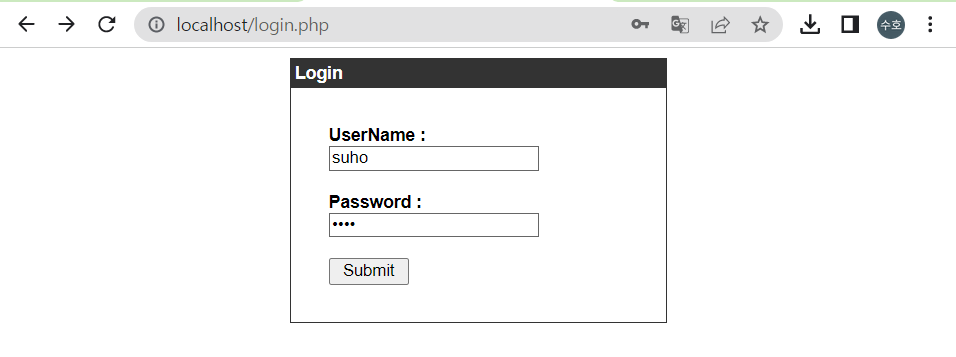 localhost/login.php
수호
Login
UserName :
suho
Password :
••••
Submit